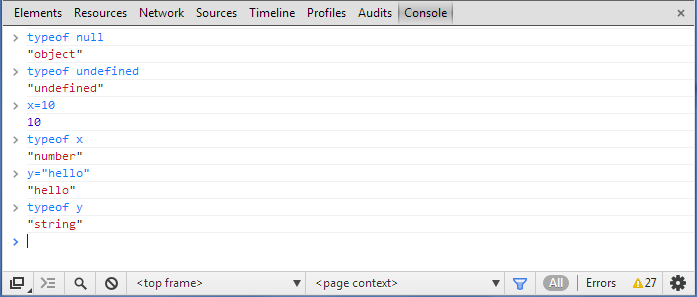 Elements Resources Network Sources Timeline Profiles Audits Console ×
> typeof null
"object"
> typeof undefined
"undefined"
> x=10
10
> typeof x
"number"
> y="hello"
"hello"
> typeof y
"string"
>
<top frame> ▼ <page context> ▼ All Errors 27